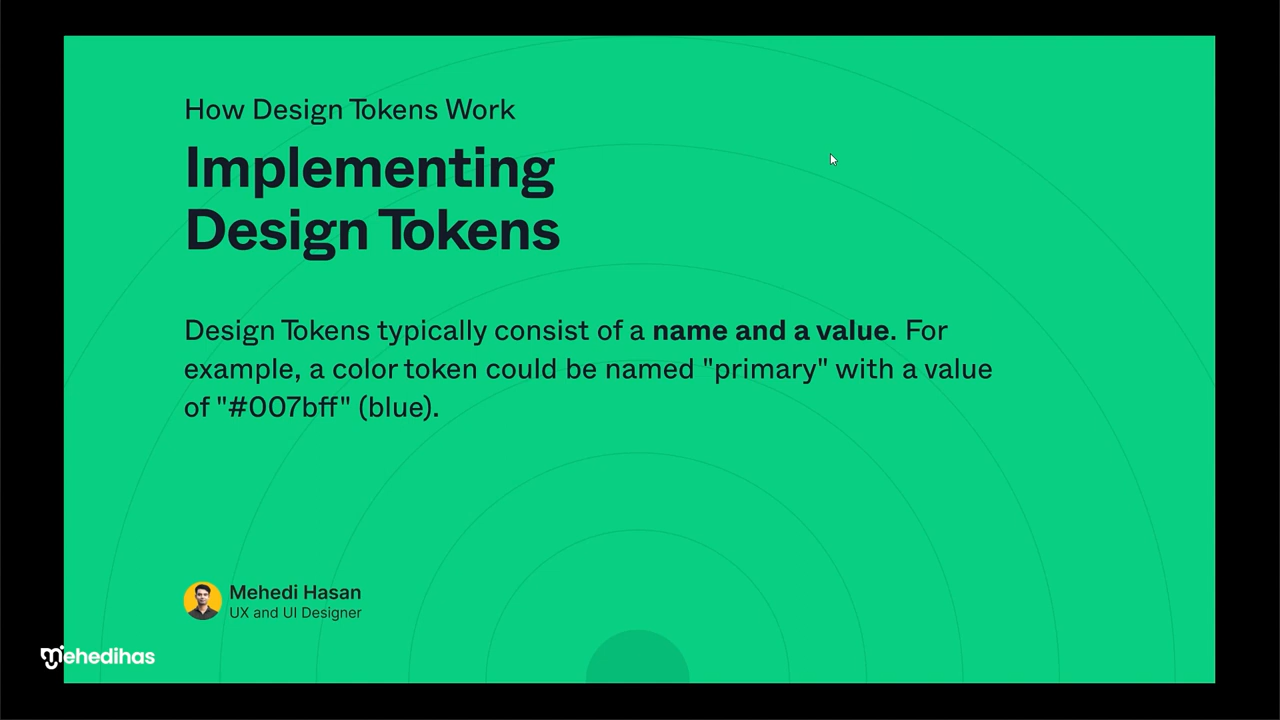 How Design Tokens Work
Implementing
Design Tokens
Design Tokens typically consist of a name and a value. For
example, a color token could be named "primary" with a value
of "#007bff" (blue).
Mehedi Hasan
UX and UI Designer
mehedihas